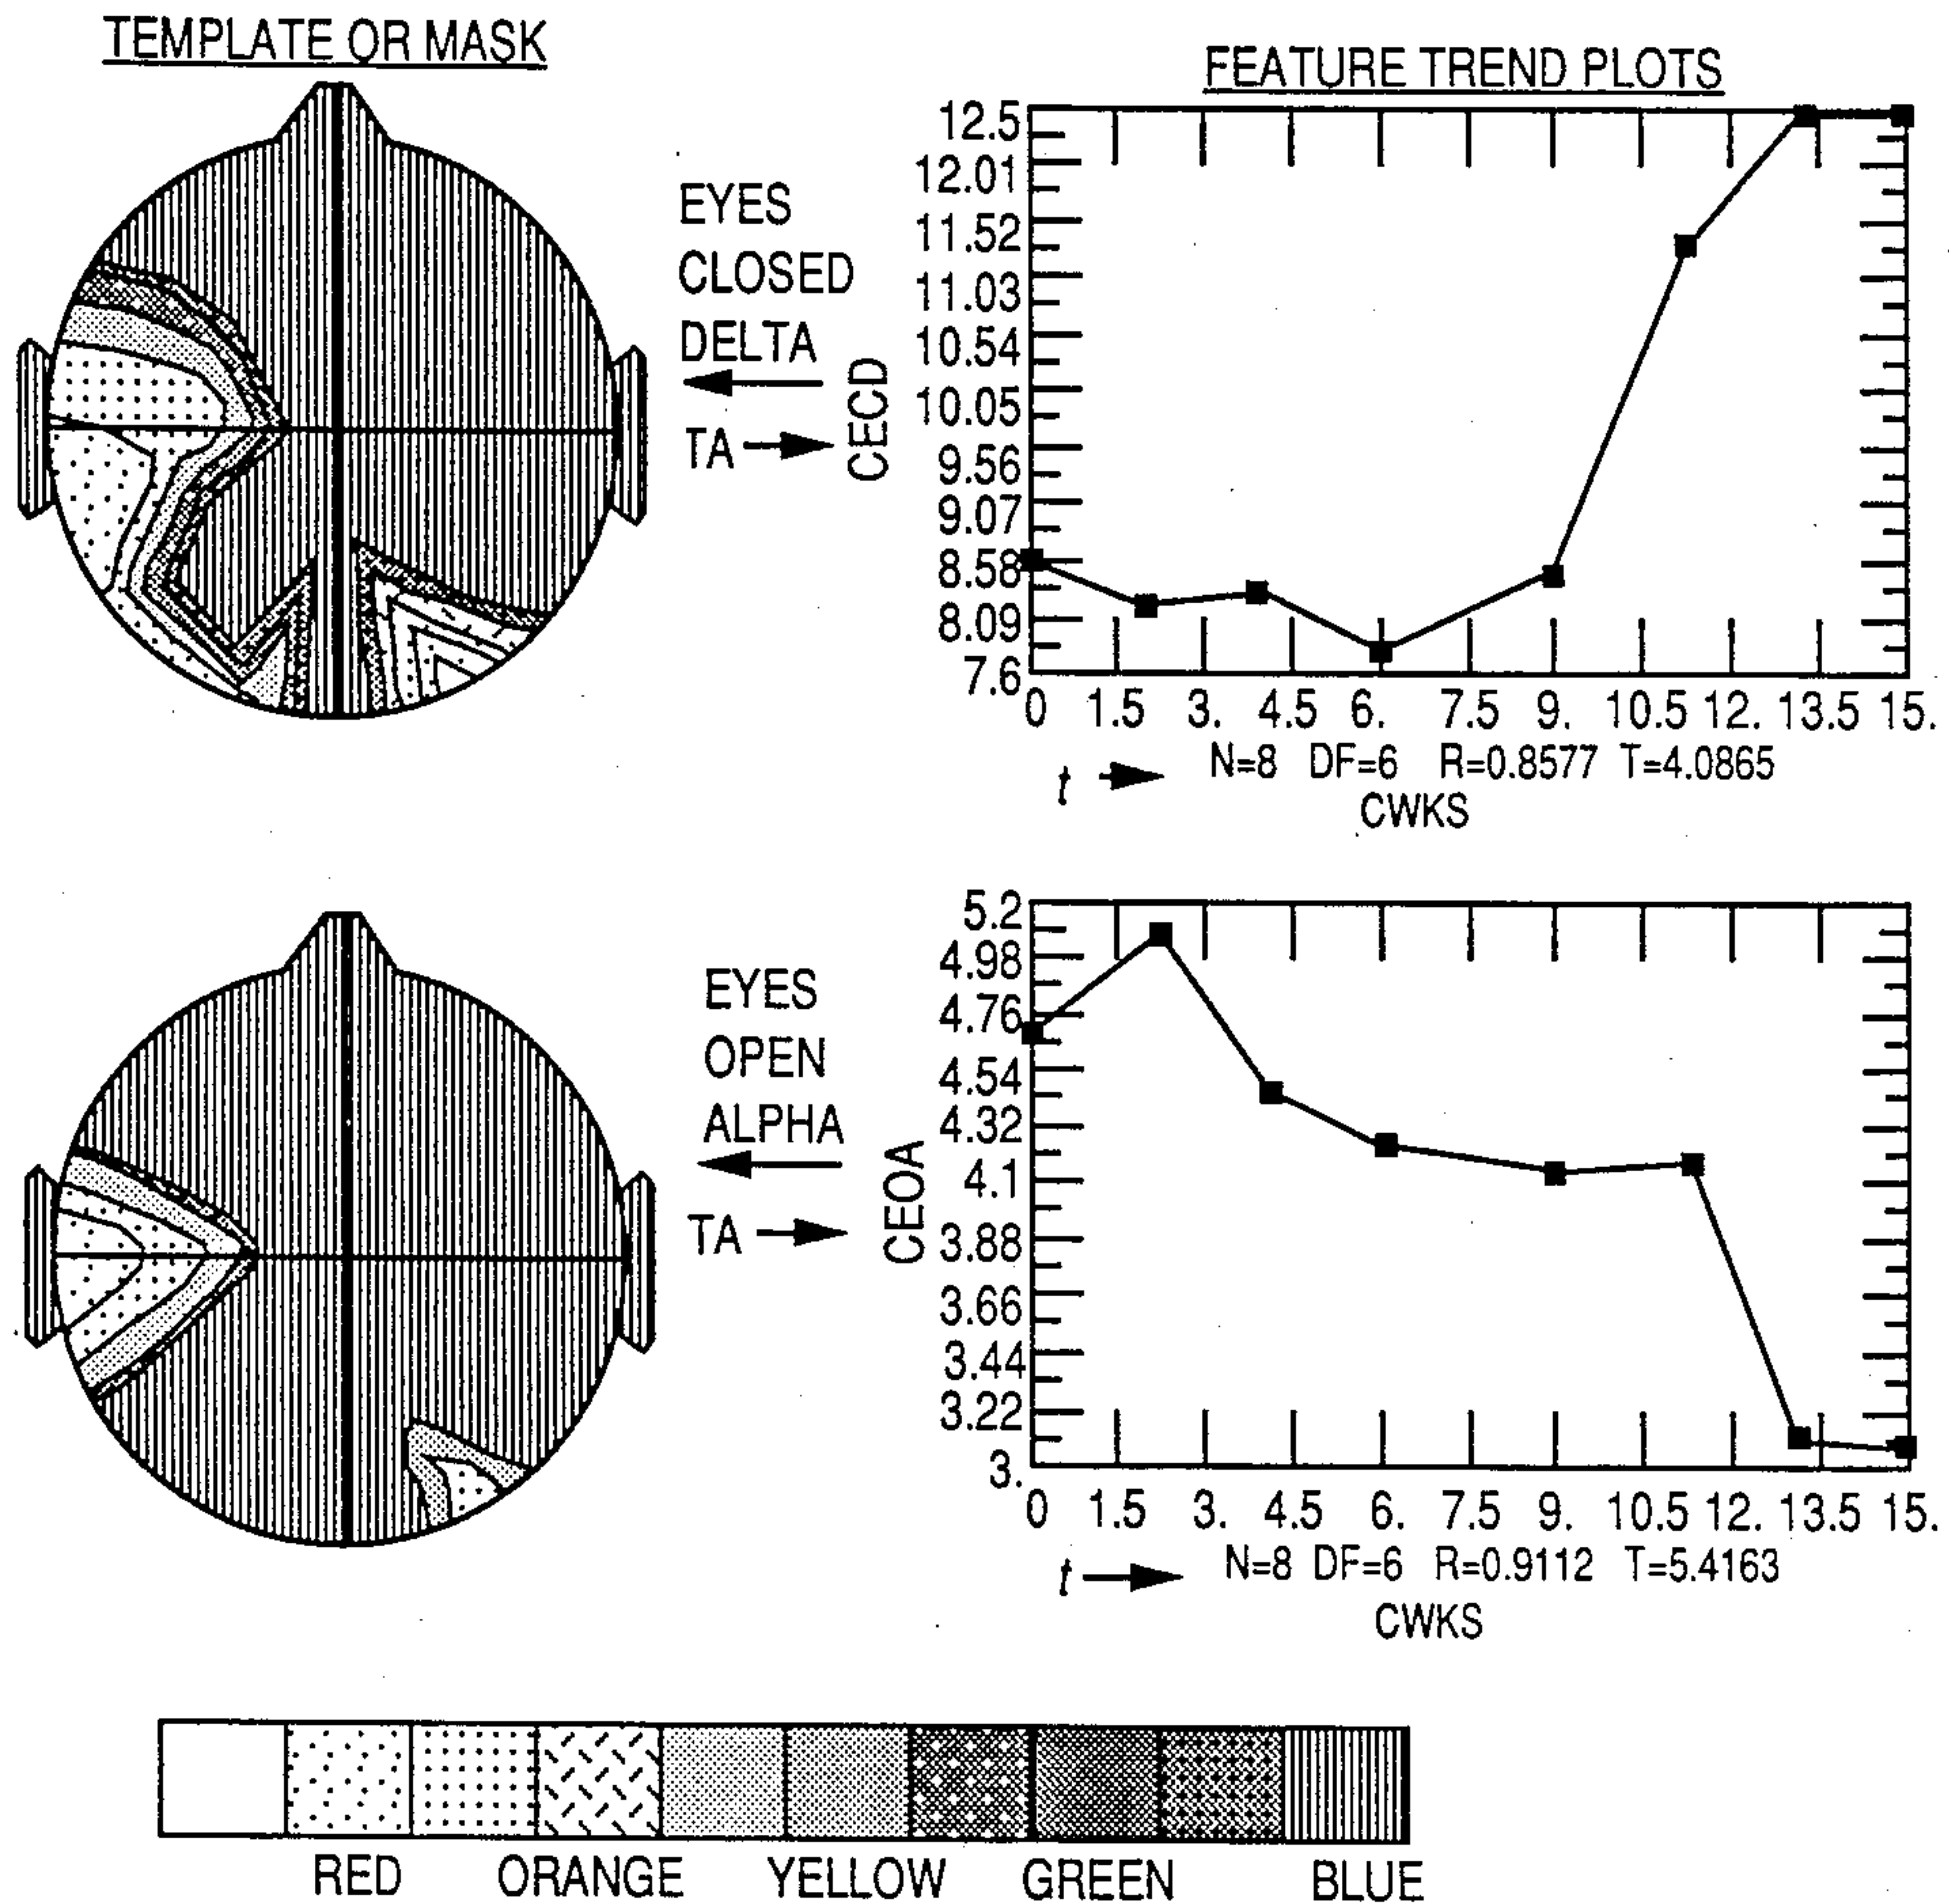 TEMPLATE OR MASK
EYES
CLOSED
DELTA
TA
FEATURE TREND PLOTS
CECD
12.5
12.01
11.52
11.03
10.54
10.05
9.56
9.07
8.58
8.09
7.6
0 1.5 3. 4.5 6. 7.5 9. 10.5 12. 13.5 15.
t
N=8 DF=6 R=0.8577 T=4.0865
CWKS
EYES
OPEN
ALPHA
TA
CEOA
5.2
4.98
4.76
4.54
4.32
4.1
3.88
3.66
3.44
3.22
3.
0 1.5 3. 4.5 6. 7.5 9. 10.5 12. 13.5 15.
t
N=8 DF=6 R=0.9112 T=5.4163
CWKS
RED ORANGE YELLOW GREEN BLUE